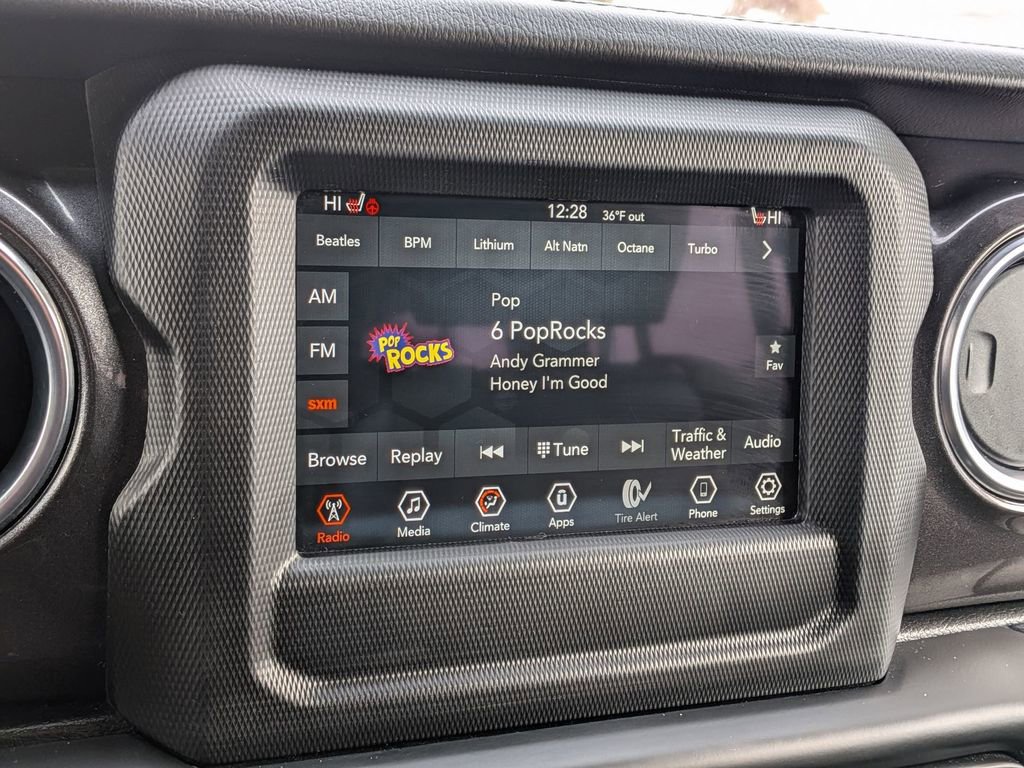 HI 12:28 36°F out HI
Beatles BPM Lithium Alt Natn Octane Turbo
AM
Pop
6 PopRocks
FM
POP
ROCKS
Andy Grammer
Fav
Honey I'm Good
sxm
Browse Replay Tune Traffic &
Weather Audio
Radio Media Climate Apps Tire Alert Phone Settings